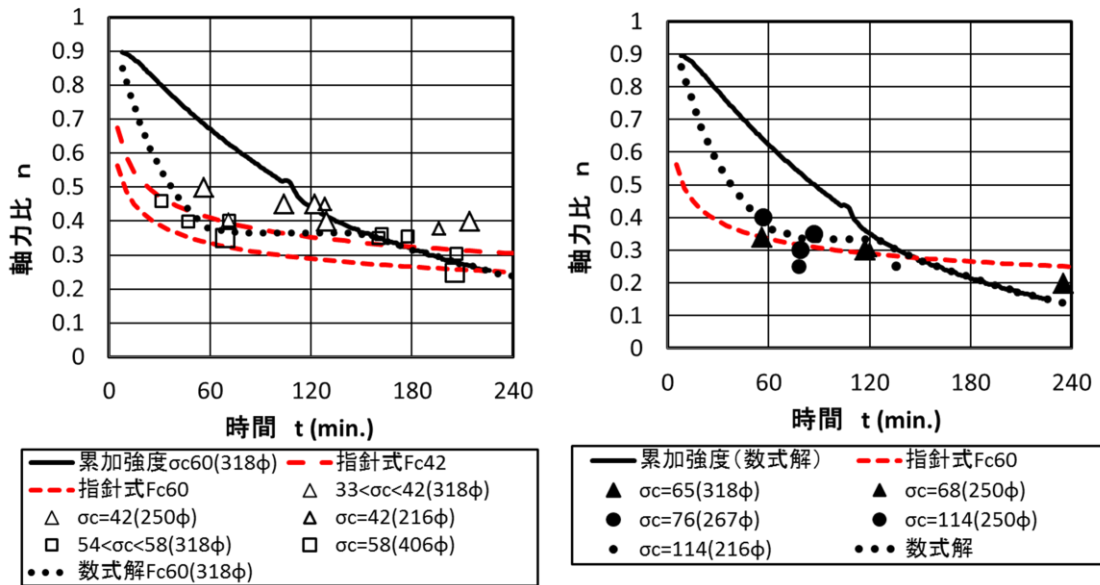 軸力比 n
1
0.9
0.8
0.7
0.6
0.5
0.4
0.3
0.2
0.1
0
0 60 120 180 240
時間 t (min.)
累加強度σc60(318ϕ) 指針式Fc42
指針式Fc60 33<σc<42(318ϕ)
σc=42(250ϕ) σc=42(216ϕ)
54<σc<58(318ϕ) σc=58(406ϕ)
数式解Fc60(318ϕ)
軸力比 n
1
0.9
0.8
0.7
0.6
0.5
0.4
0.3
0.2
0.1
0
0 60 120 180 240
時間 t (min.)
累加強度(数式解) 指針式Fc60
σc=65(318ϕ) σc=68(250ϕ)
σc=76(267ϕ) σc=114(250ϕ)
σc=114(216ϕ) 数式解